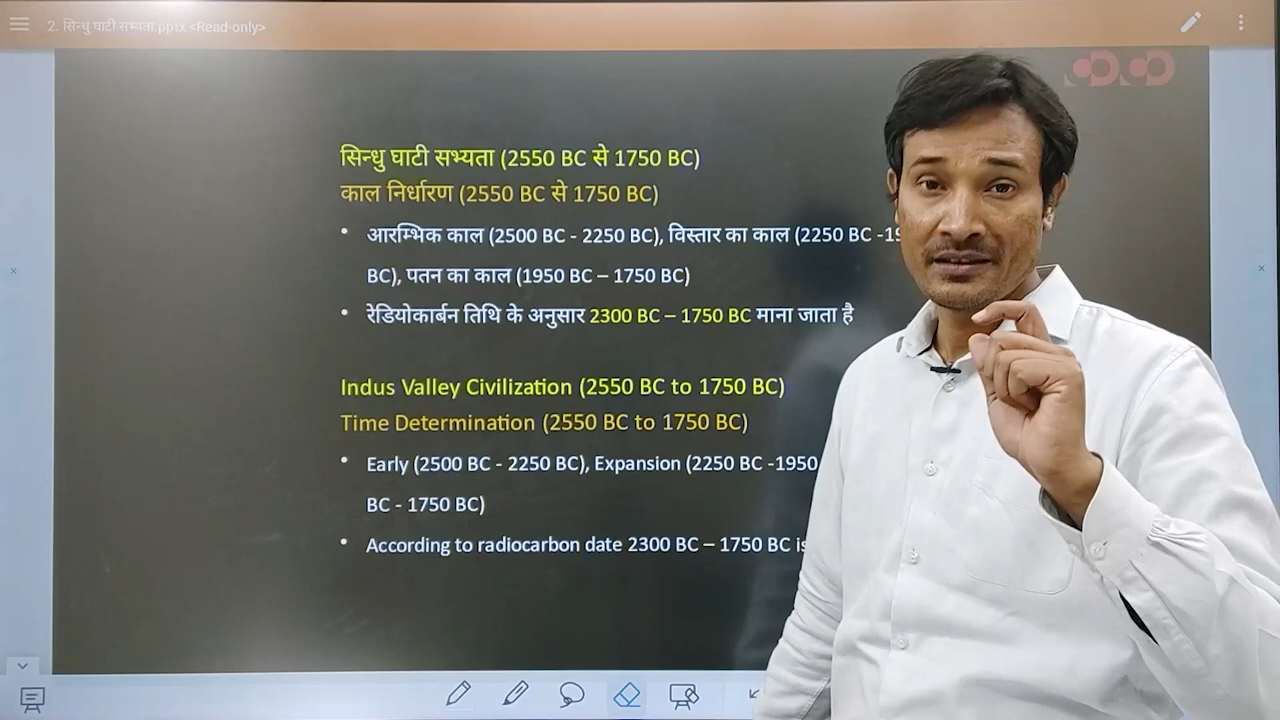 2. सिन्धु घाटी सभ्यता.pptx <Read-only>
सिन्धु घाटी सभ्यता (2550 BC से 1750 BC)
काल निर्धारण (2550 BC से 1750 BC)
• आरम्भिक काल (2500 BC - 2250 BC), विस्तार का काल (2250 BC -19
BC), पतन का काल (1950 BC – 1750 BC)
• रेडियोकार्बन तिथि के अनुसार 2300 BC – 1750 BC माना जाता है
Indus Valley Civilization (2550 BC to 1750 BC)
Time Determination (2550 BC to 1750 BC)
• Early (2500 BC - 2250 BC), Expansion (2250 BC -1950
BC - 1750 BC)
• According to radiocarbon date 2300 BC – 1750 BC is